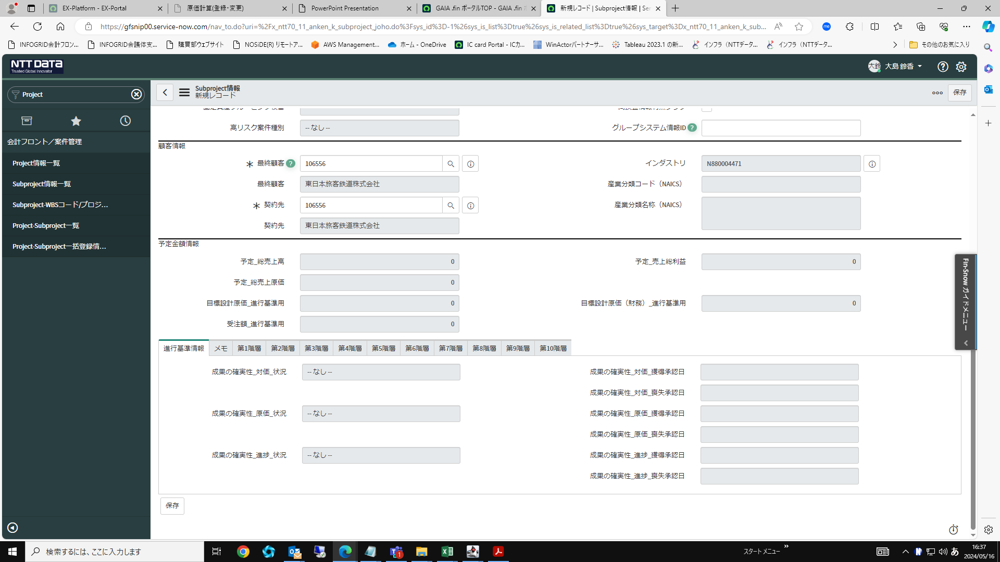 EX-Platform - EX-Portal
原価計算(登録・変更)
PowerPoint Presentation
GAIA .fin ポータルTOP - GAIA .fin
新規レコード | Subproject情報 | Ser
https://gfsnip00.service-now.com/nav_to.do?uri=%2Fx_ntt70_11_anken_k_subproject_joho.do%3Fsys_id%3D-1%26sys_is_list%3Dtrue%26sys_is_related_list%3Dtrue%26sys_target%3Dx_ntt70_11_anken_k_sub...
INFOGRID会計フロン...
INFOGRID会議体支...
購買部ウェブサイト
NOSiDE(R) リモートア...
AWS Management...
ホーム - OneDrive
IC card Portal - ICカ...
WinActorパートナーサ...
Tableau 2023.1 の新...
インフラ（NTTデータ...
インフラ（NTTデータ...
その他のお気に入り
NTT DATA
Trusted Global Innovator
大鈴
大島 鈴香
Project
会計フロント／案件管理
Project情報一覧
Subproject情報一覧
Subproject-WBSコード/プロジ...
Project-Subproject一覧
Project-Subproject一括登録情...
Subproject情報
新規レコード
保存
高リスク案件種別
-- なし --
グループシステム情報ID
顧客情報
最終顧客
106556
インダストリ
N880004471
最終顧客
東日本旅客鉄道株式会社
産業分類コード（NAICS）
契約先
106556
産業分類名称（NAICS）
契約先
東日本旅客鉄道株式会社
予定金額情報
予定_総売上高
0
予定_売上総利益
0
予定_総売上原価
0
目標設計原価_進行基準用
0
目標設計原価（財務）_進行基準用
0
受注額_進行基準用
0
進行基準情報
メモ
第1階層
第2階層
第3階層
第4階層
第5階層
第6階層
第7階層
第8階層
第9階層
第10階層
成果の確実性_対価_状況
-- なし --
成果の確実性_対価_獲得承認日
成果の確実性_対価_喪失承認日
成果の確実性_原価_状況
-- なし --
成果の確実性_原価_獲得承認日
成果の確実性_原価_喪失承認日
成果の確実性_進捗_状況
-- なし --
成果の確実性_進捗_獲得承認日
成果の確実性_進捗_喪失承認日
保存
Fin-Snow ガイドメニュー
検索するには、ここに入力します
スタート メニュー
あ
16:37
2024/05/16